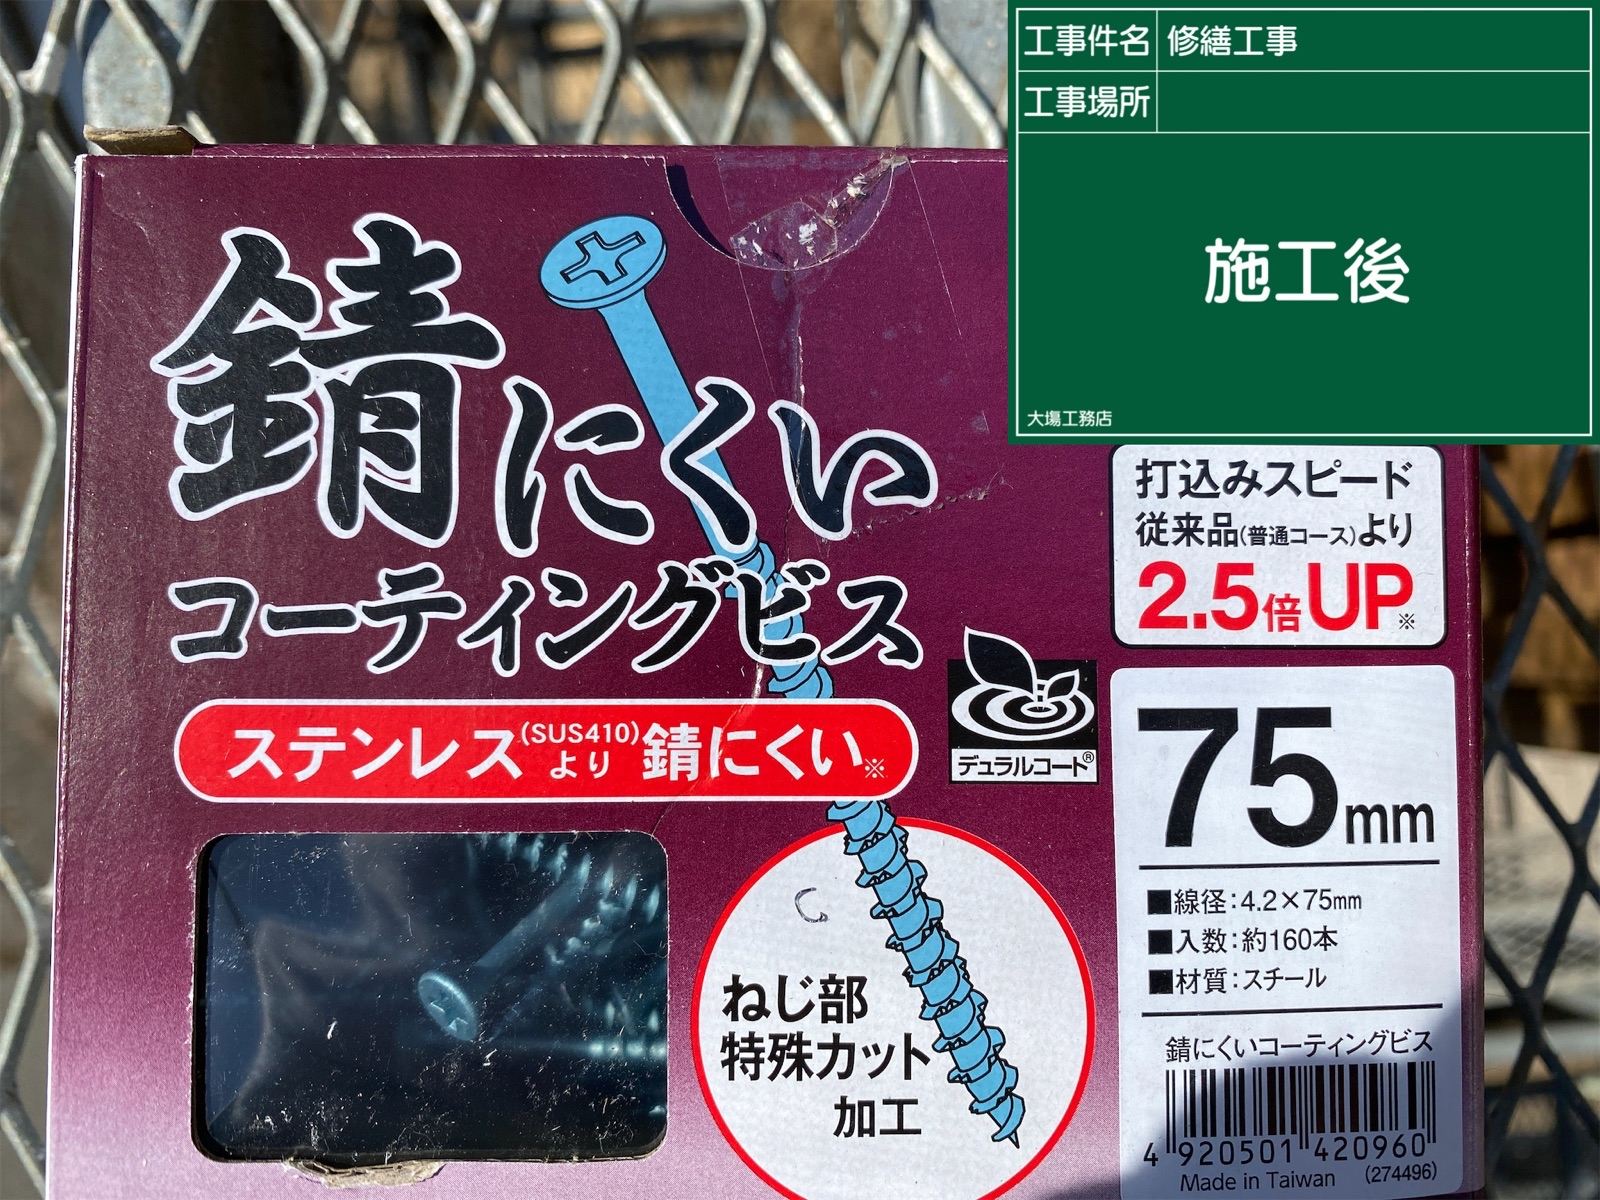 工事件名 修繕工事
工事場所
施工後
大塲工務店
錆にくい
コーティングビス
ステンレス(SUS410)より錆にくい※
デュラルコート®
打込みスピード
従来品(普通コース)より
2.5倍UP※
75mm
■線径:4.2×75mm
■入数:約160本
■材質:スチール
錆にくいコーティングビス
4 920501 420960
Made in Taiwan (274496)
ねじ部
特殊カット
加工